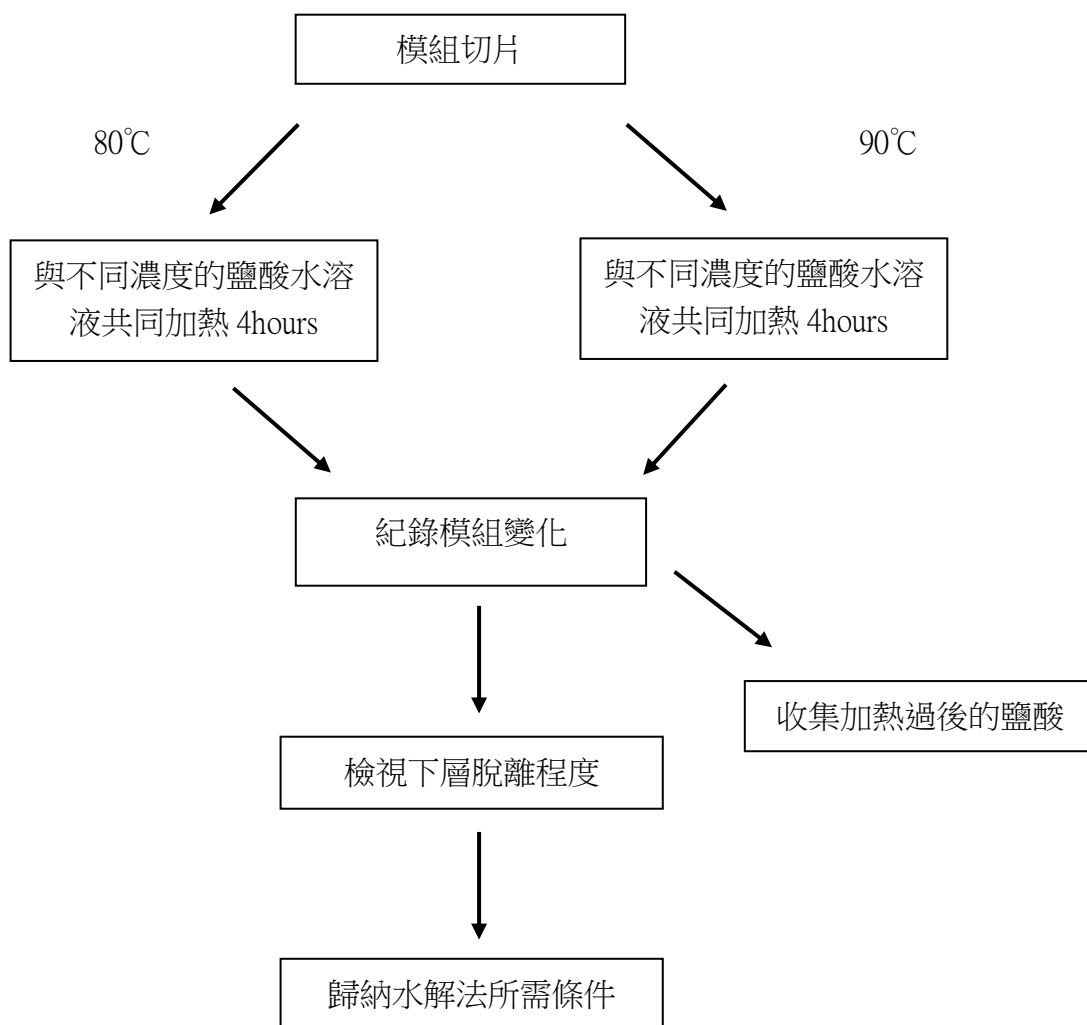 模組切片
80℃
90℃
與不同濃度的鹽酸水溶
液共同加熱 4hours
與不同濃度的鹽酸水溶
液共同加熱 4hours
紀錄模組變化
收集加熱過後的鹽酸
檢視下層脫離程度
歸納水解法所需條件